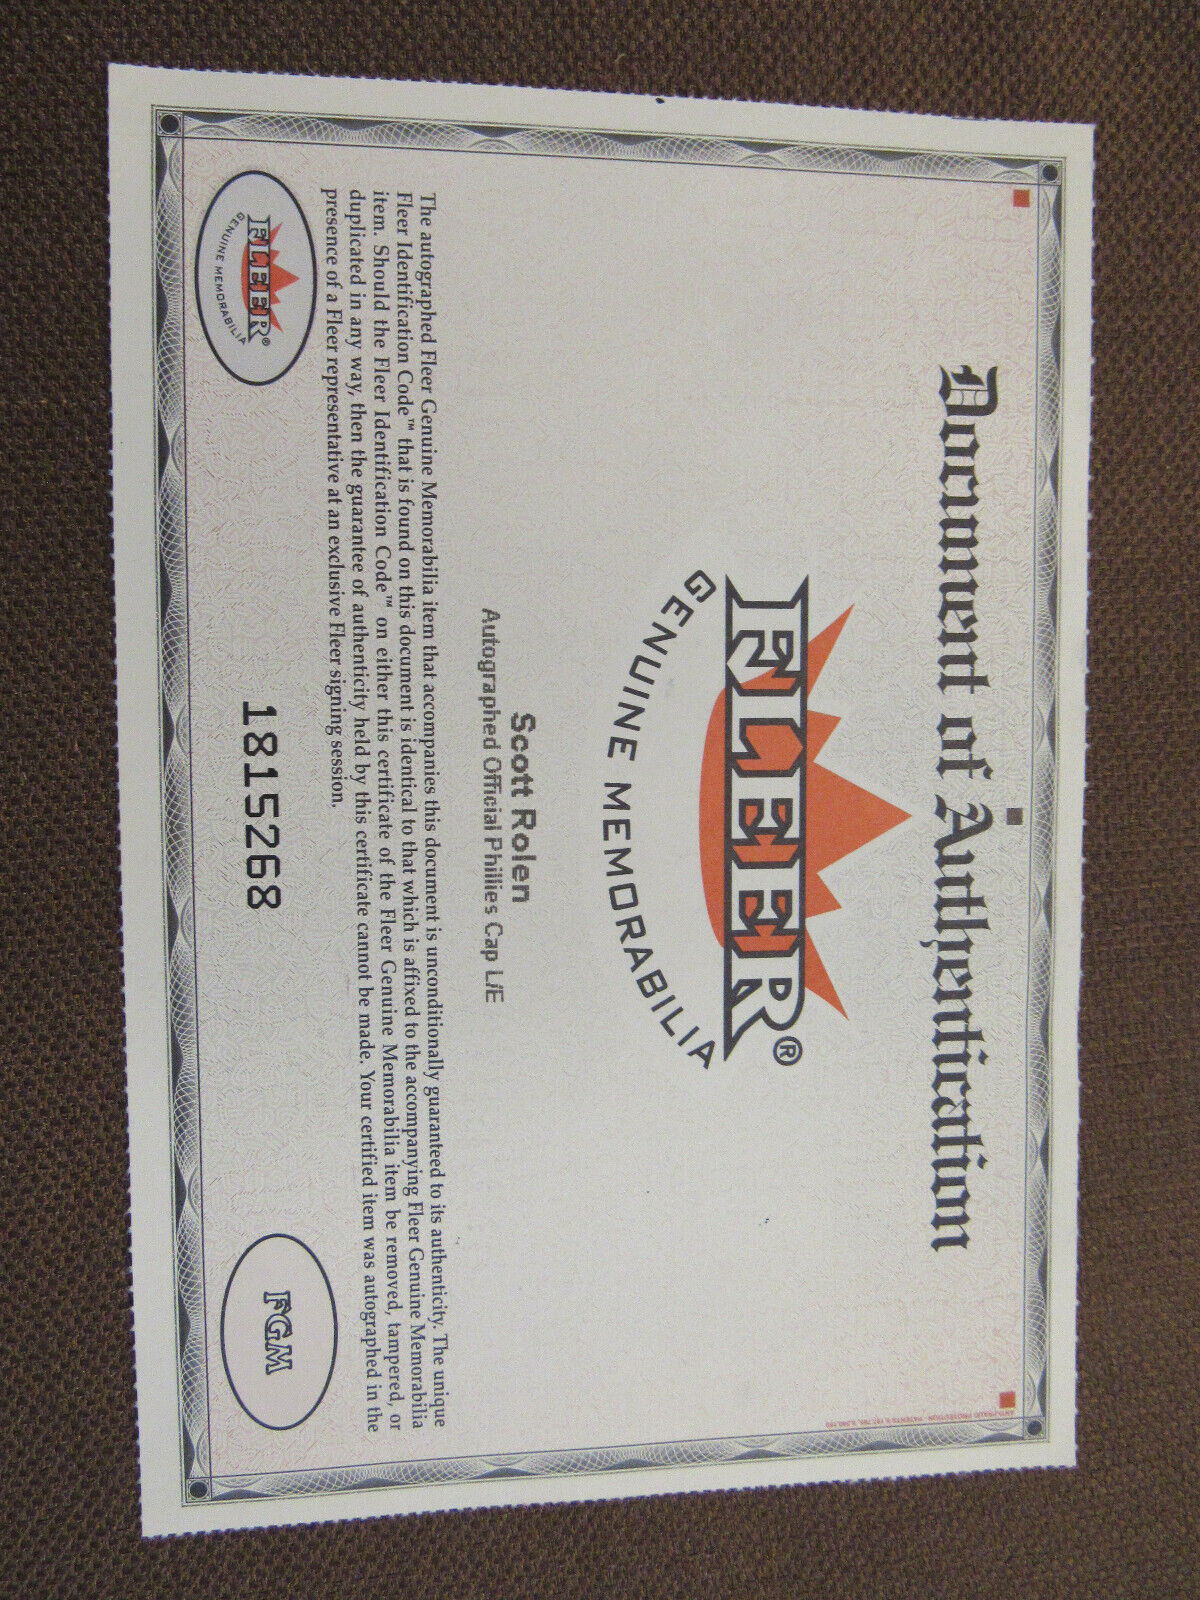 Document of Authentication
FLEER®
GENUINE MEMORABILIA
Scott Rolen
Autographed Official Phillies Cap L/E
The autographed Fleer Genuine Memorabilia item that accompanies this document is unconditionally guaranteed to its authenticity. The unique
Fleer Identification Code™ that is found on this document is identical to that which is affixed to the accompanying Fleer Genuine Memorabilia
item. Should the Fleer Identification Code™ on either this certificate of the Fleer Genuine Memorabilia item be removed, tampered, or
duplicated in any way, then the guarantee of authenticity held by this certificate cannot be made. Your certified item was autographed in the
presence of a Fleer representative at an exclusive Fleer signing session.
FLEER®
GENUINE MEMORABILIA
1815268
FGM